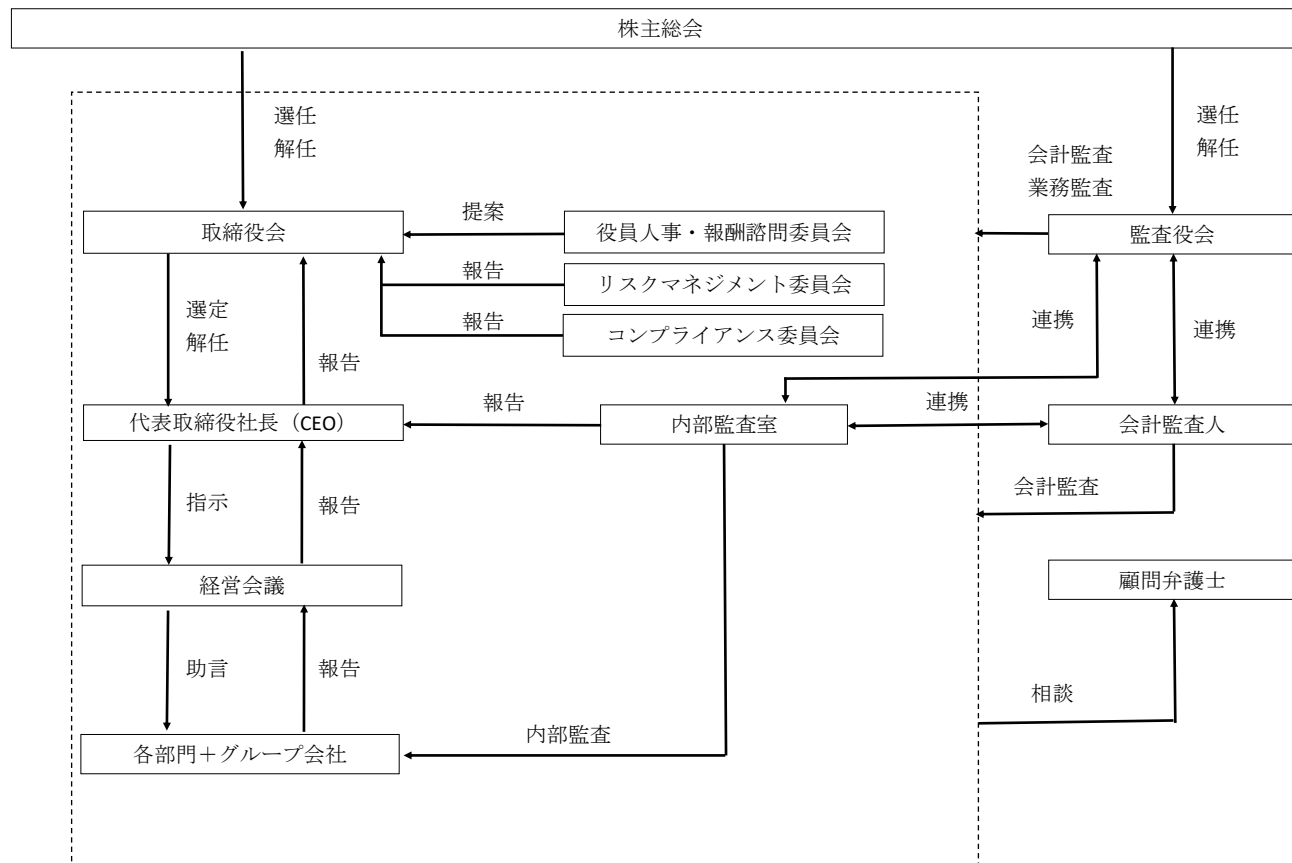 株主総会
選任
解任
選任
解任
会計監査
業務監査
提案
取締役会
役員人事・報酬諮問委員会
監査役会
報告
リスクマネジメント委員会
選定
解任
報告
コンプライアンス委員会
連携
連携
報告
報告
連携
代表取締役社長（CEO）
内部監査室
会計監査人
指示
報告
会計監査
経営会議
顧問弁護士
助言
報告
相談
内部監査
各部門＋グループ会社